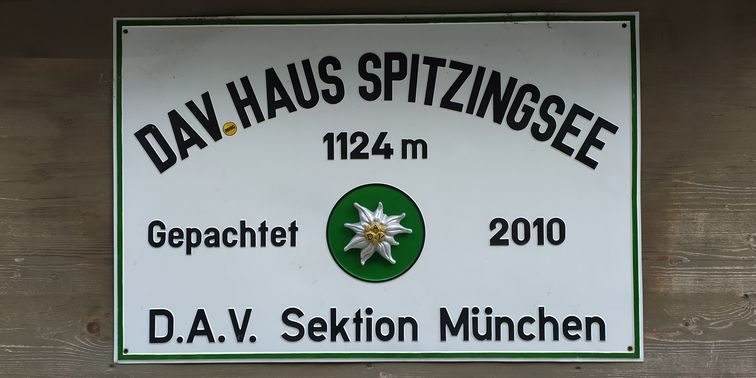 DAV. HAUS SPITZINGSEE
1124 m
Gepachtet 2010
D.A.V. Sektion München